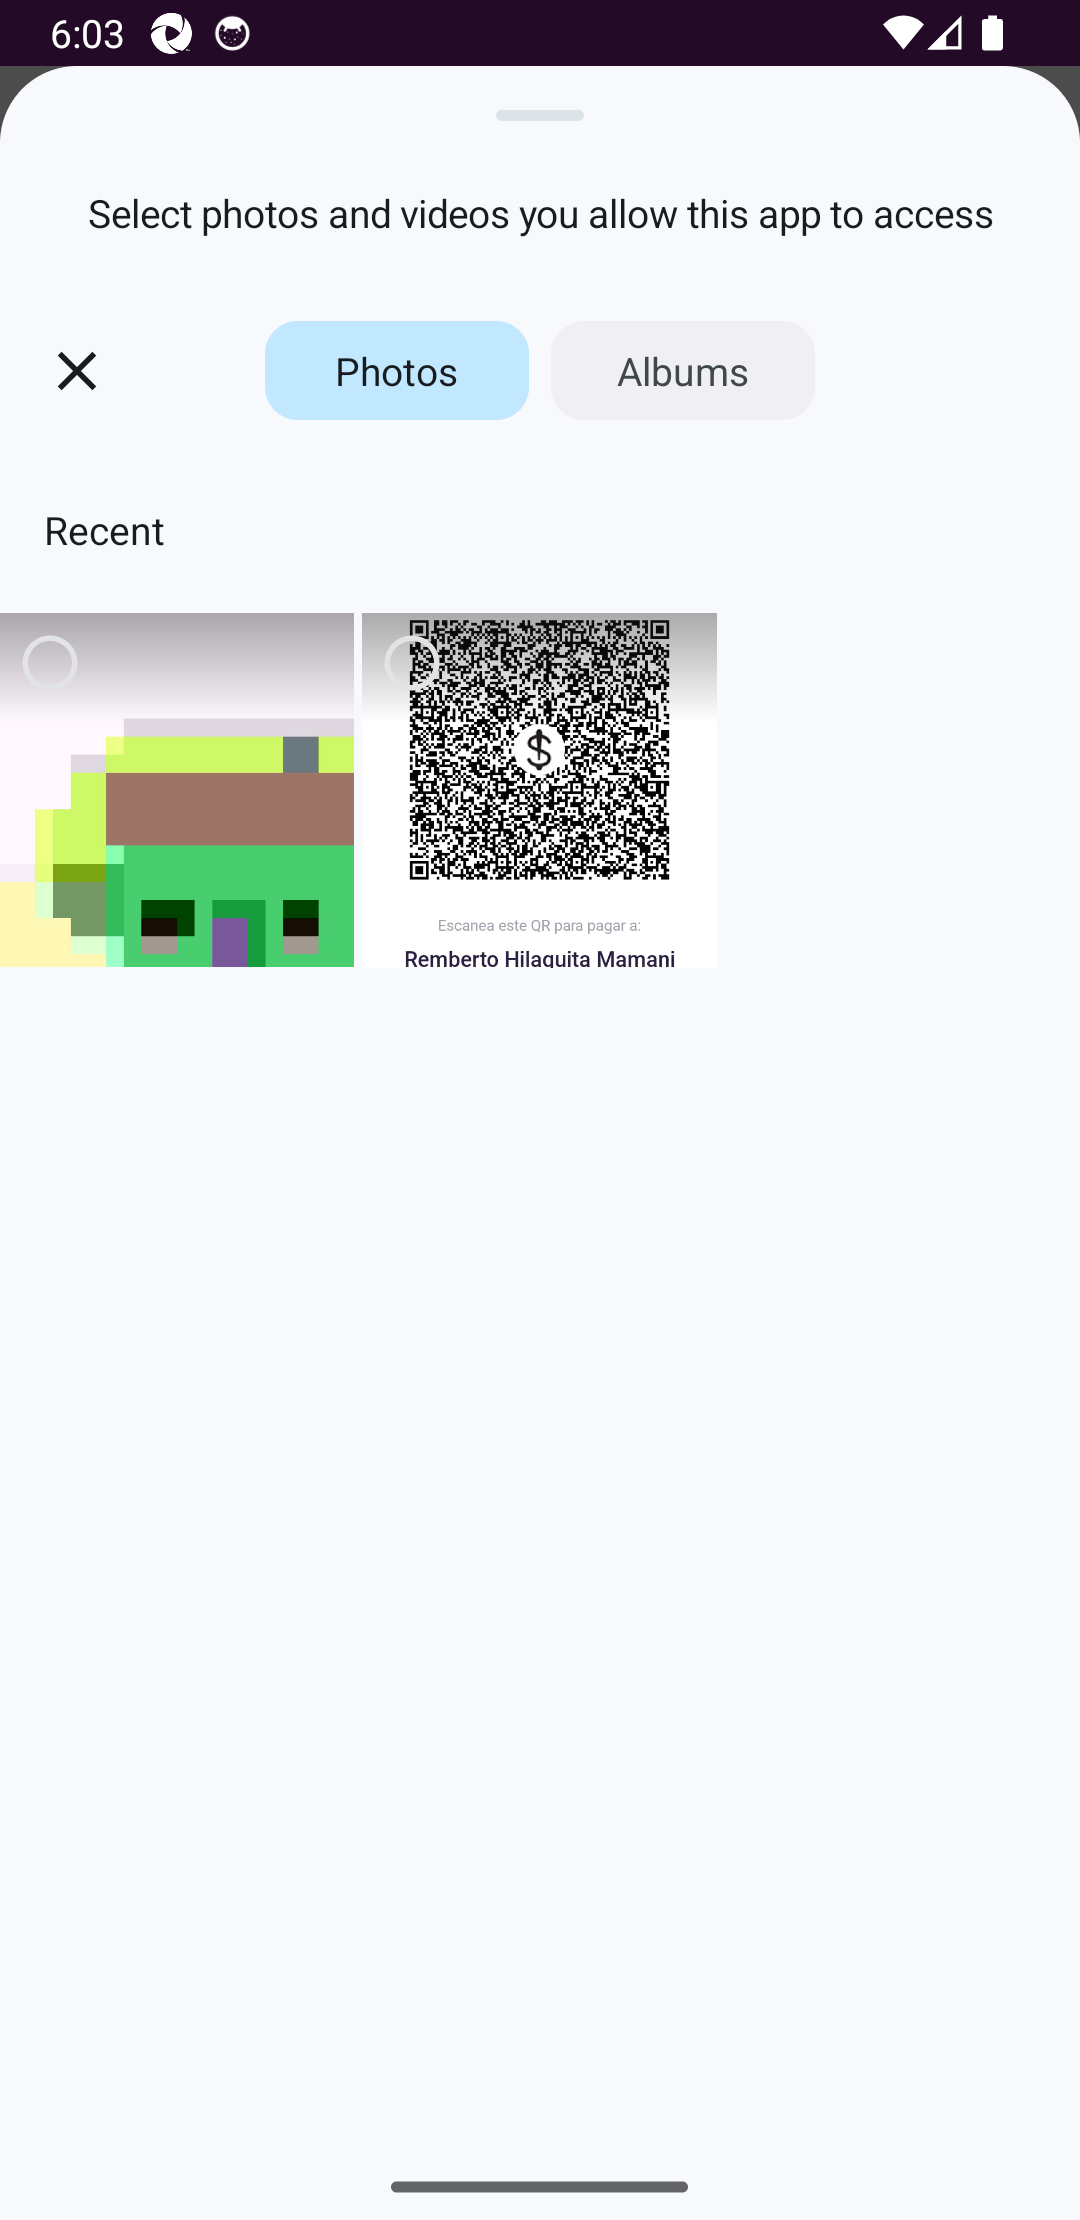 6:03
Select photos and videos you allow this app to access
Photos
Albums
Recent
Escanea este QR para pagar a:
Remberto Hilaquita Mamani